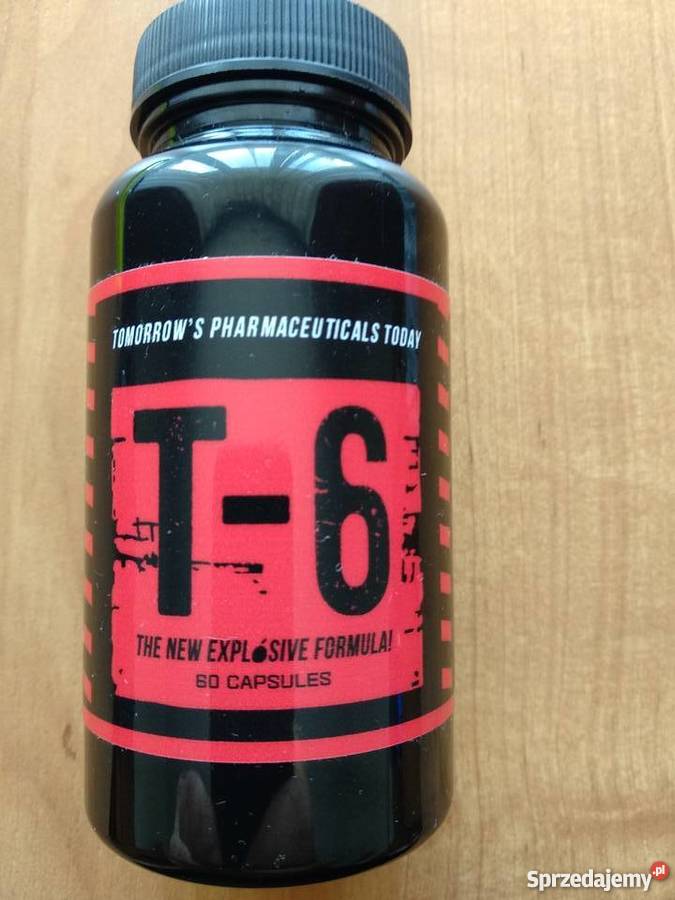 TOMORROW'S PHARMACEUTICALS TODAY
T-6
THE NEW EXPLOSIVE FORMULA!
60 CAPSULES
Sprzedajemy.pl